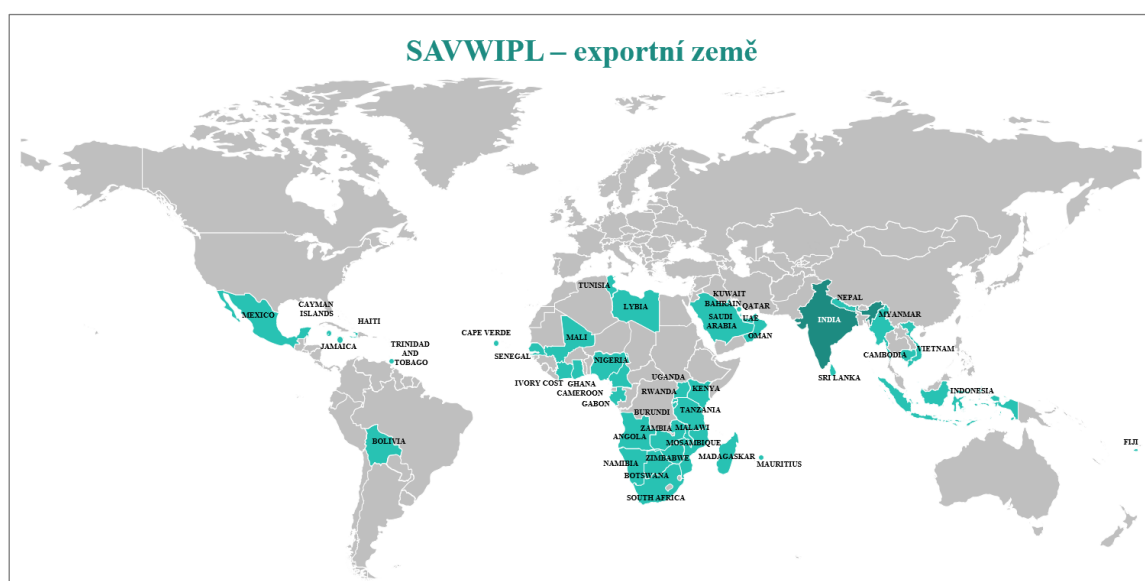 SAVWIPL – exportní země
MEXICO
CAYMAN
ISLANDS
HAITI
JAMAICA
TRINIDAD
AND
TOBAGO
BOLIVIA
CAPE VERDE
SENEGAL
TUNISIA
LYBIA
MALI
NIGERIA
IVORY COST
GHANA
CAMEROON
GABON
UGANDA
RWANDA
KENYA
BURUNDI
TANZANIA
ZAMBIA
MALAWI
ANGOLA
MOSAMBIQUE
NAMIBIA
ZIMBABWE
MADAGASKAR
MAURITIUS
BOTSWANA
SOUTH AFRICA
KUWAIT
BAHRAIN
QATAR
SAUDI
ARABIA
UAE
OMAN
INDIA
NEPAL
MYANMAR
VIETNAM
CAMBODIA
SRI LANKA
INDONESIA
FIJI